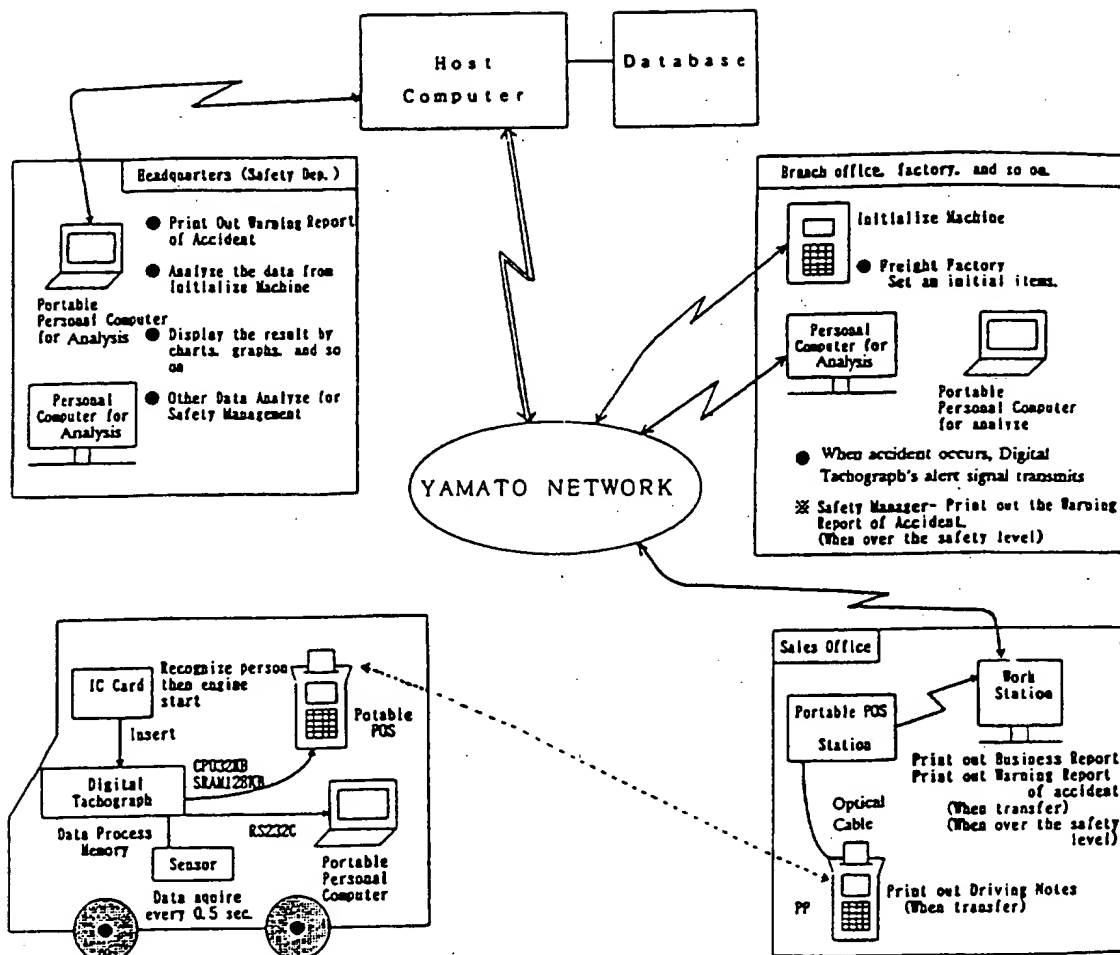 Host
Computer
Database
Headquarters (Safety Dep.)
● Print Out Warning Report
of Accident
● Analyze the data from
Initialize Machine
Portable
Personal Computer
for Analysis
● Display the result by
charts, graphs, and so
on
● Other Data Analyze for
Safety Management
Personal
Computer for
Analysis
Branch office, factory, and so on.
Initialize Machine
● Freight Factory
Set an initial items.
Personal
Computer for
Analysis
Portable
Personal Computer
for analyze
● When accident occurs, Digital
Tachograph's alert signal transmits
※ Safety Manager- Print out the Warning
Report of Accident.
(When over the safety level)
YAMATO NETWORK
IC Card
Recognize person
then engine
start
Insert
Potable
POS
CPU32KB
SRAM128KB
Digital
Tachograph
RS232C
Data Process
Memory
Sensor
Data aquire
every 0.5 sec.
Portable
Personal
Computer
Sales Office
Work
Station
Portable POS
Station
Print out Business Report
Print out Warning Report
of accident
(When transfer)
(When over the safety
level)
Optical
Cable
PP
Print out Driving Notes
(When transfer)